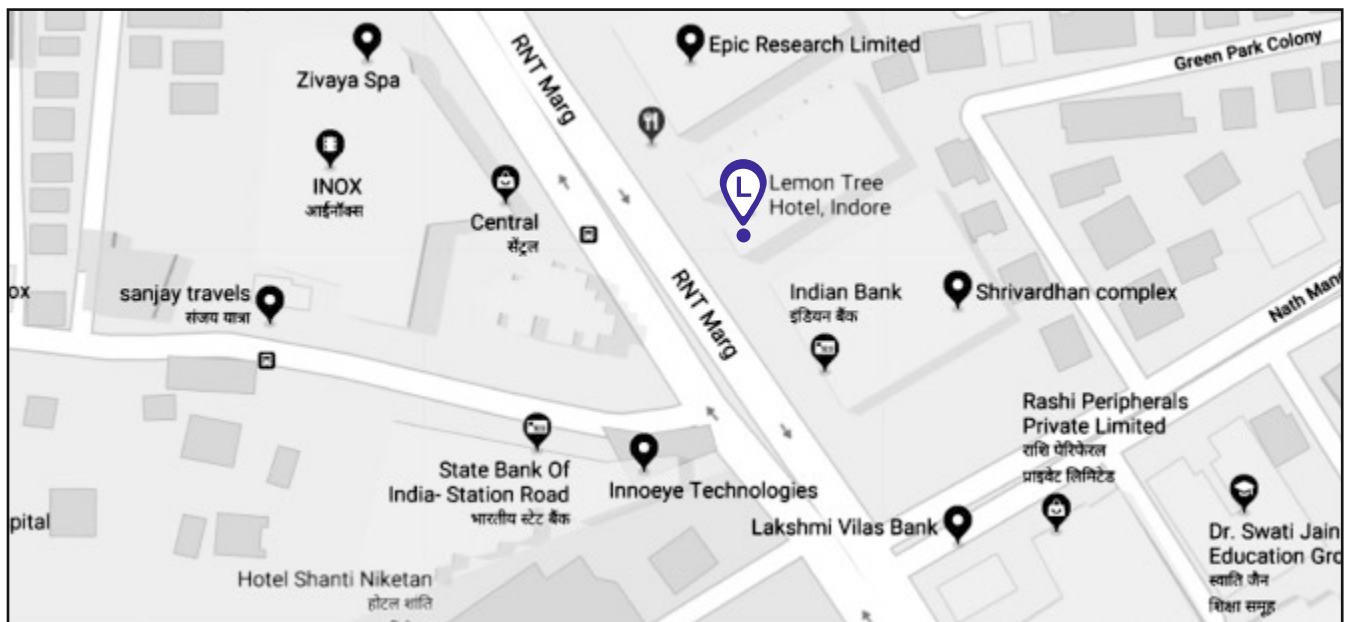 RNT Marg
Epic Research Limited
Green Park Colony
Zivaya Spa
INOX
आईनॉक्स
L
Lemon Tree
Hotel, Indore
Central
सेंट्रल
ox
sanjay travels
संजय यात्रा
RNT Marg
Indian Bank
इंडियन बैंक
Shrivardhan complex
Nath Mand
Rashi Peripherals
Private Limited
राशि पेरिफेरल
प्राइवेट लिमिटेड
State Bank Of
India- Station Road
भारतीय स्टेट बैंक
Innoeye Technologies
Lakshmi Vilas Bank
pital
Dr. Swati Jain
Education Gro
स्वाति जैन
शिक्षा समूह
Hotel Shanti Niketan
होटल शांति